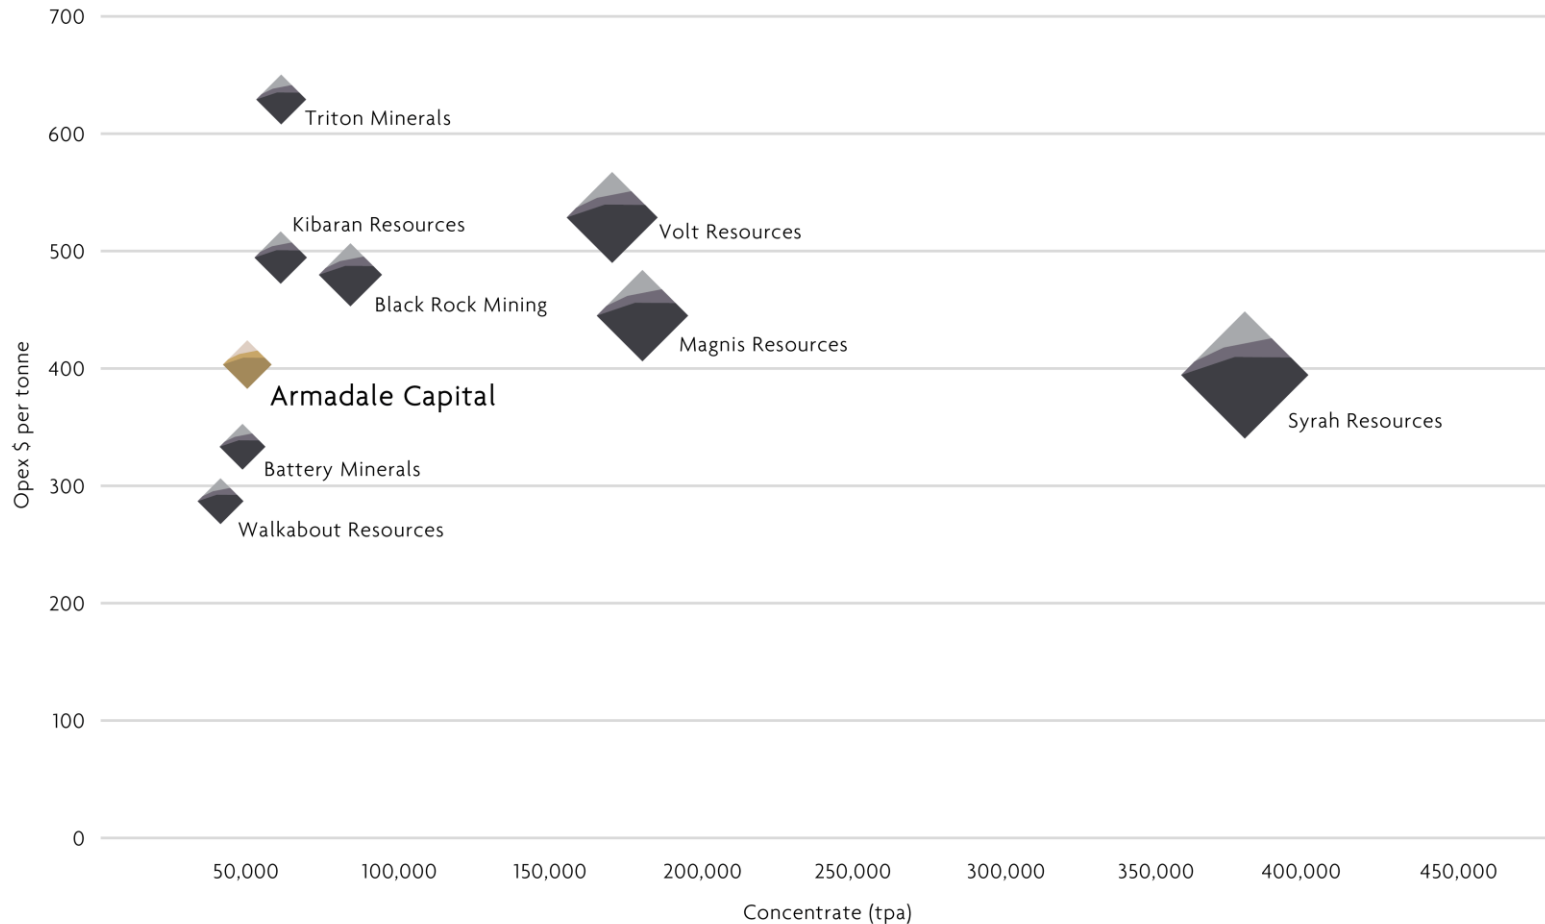 700
Triton Minerals
600
Kibaran Resources
Volt Resources
500
Black Rock Mining
Magnis Resources
400
Armadale Capital
Syrah Resources
Opex $ per tonne
Battery Minerals
300
Walkabout Resources
200
100
0
50,000 100,000 150,000 200,000 250,000 300,000 350,000 400,000 450,000
Concentrate (tpa)